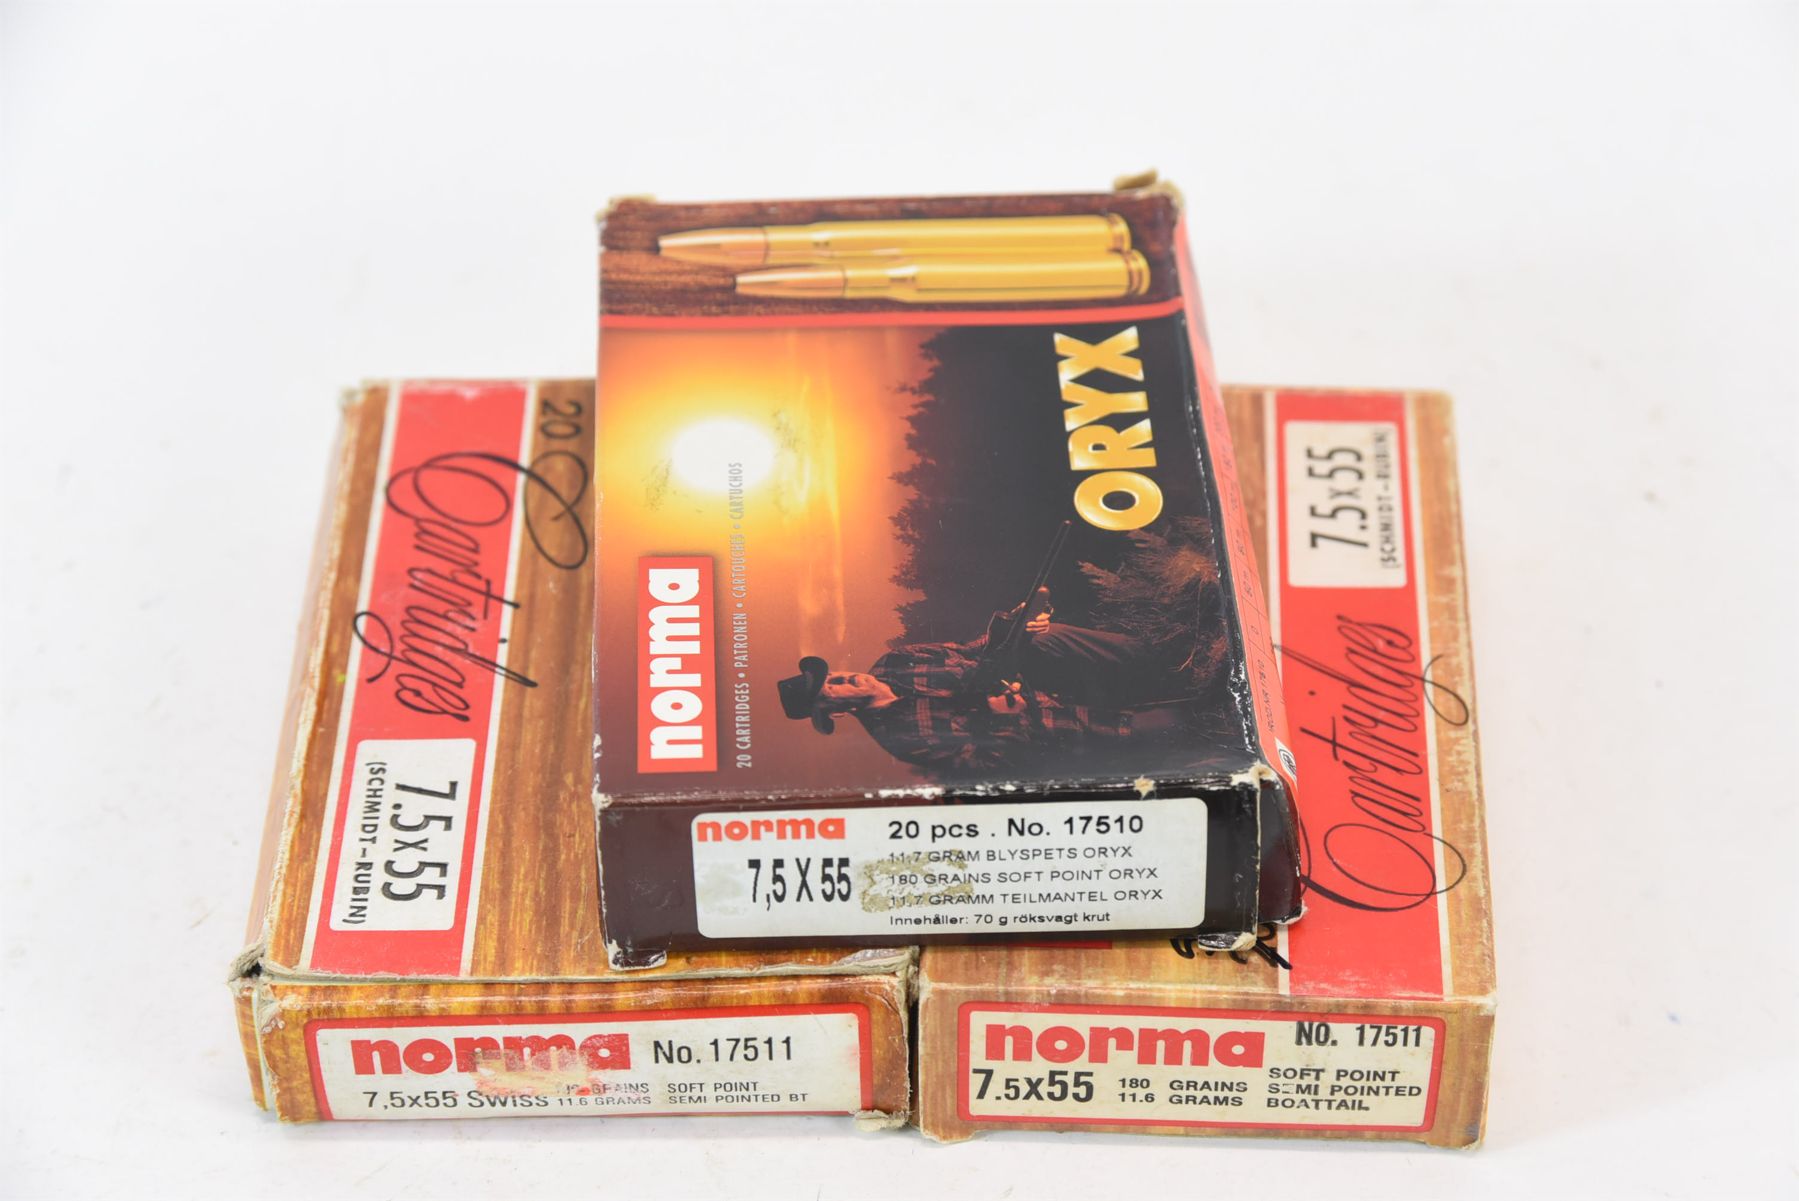 ORYX
norma
20 CARTRIDGES • PATRONEN • CARTOUCHES • CARTUCHOS
norma
20 pcs . No. 17510
7,5 X 55
11,7 GRAM BLYSPETS ORYX
180 GRAINS SOFT POINT ORYX
11,7 GRAMM TEILMANTEL ORYX
Innehåller: 70 g röksvagt krut
20
Cartridges
7.5x55
(SCHMIDT-RUBIN)
norma No. 17511
7,5x55 Swiss
GRAINS SOFT POINT
11.6 GRAMS SEMI POINTED BT
7.5x55
(SCHMIDT-RUBIN)
Cartridges
norma NO. 17511
7.5x55
180 GRAINS SOFT POINT
11.6 GRAMS SEMI POINTED
BOATTAIL